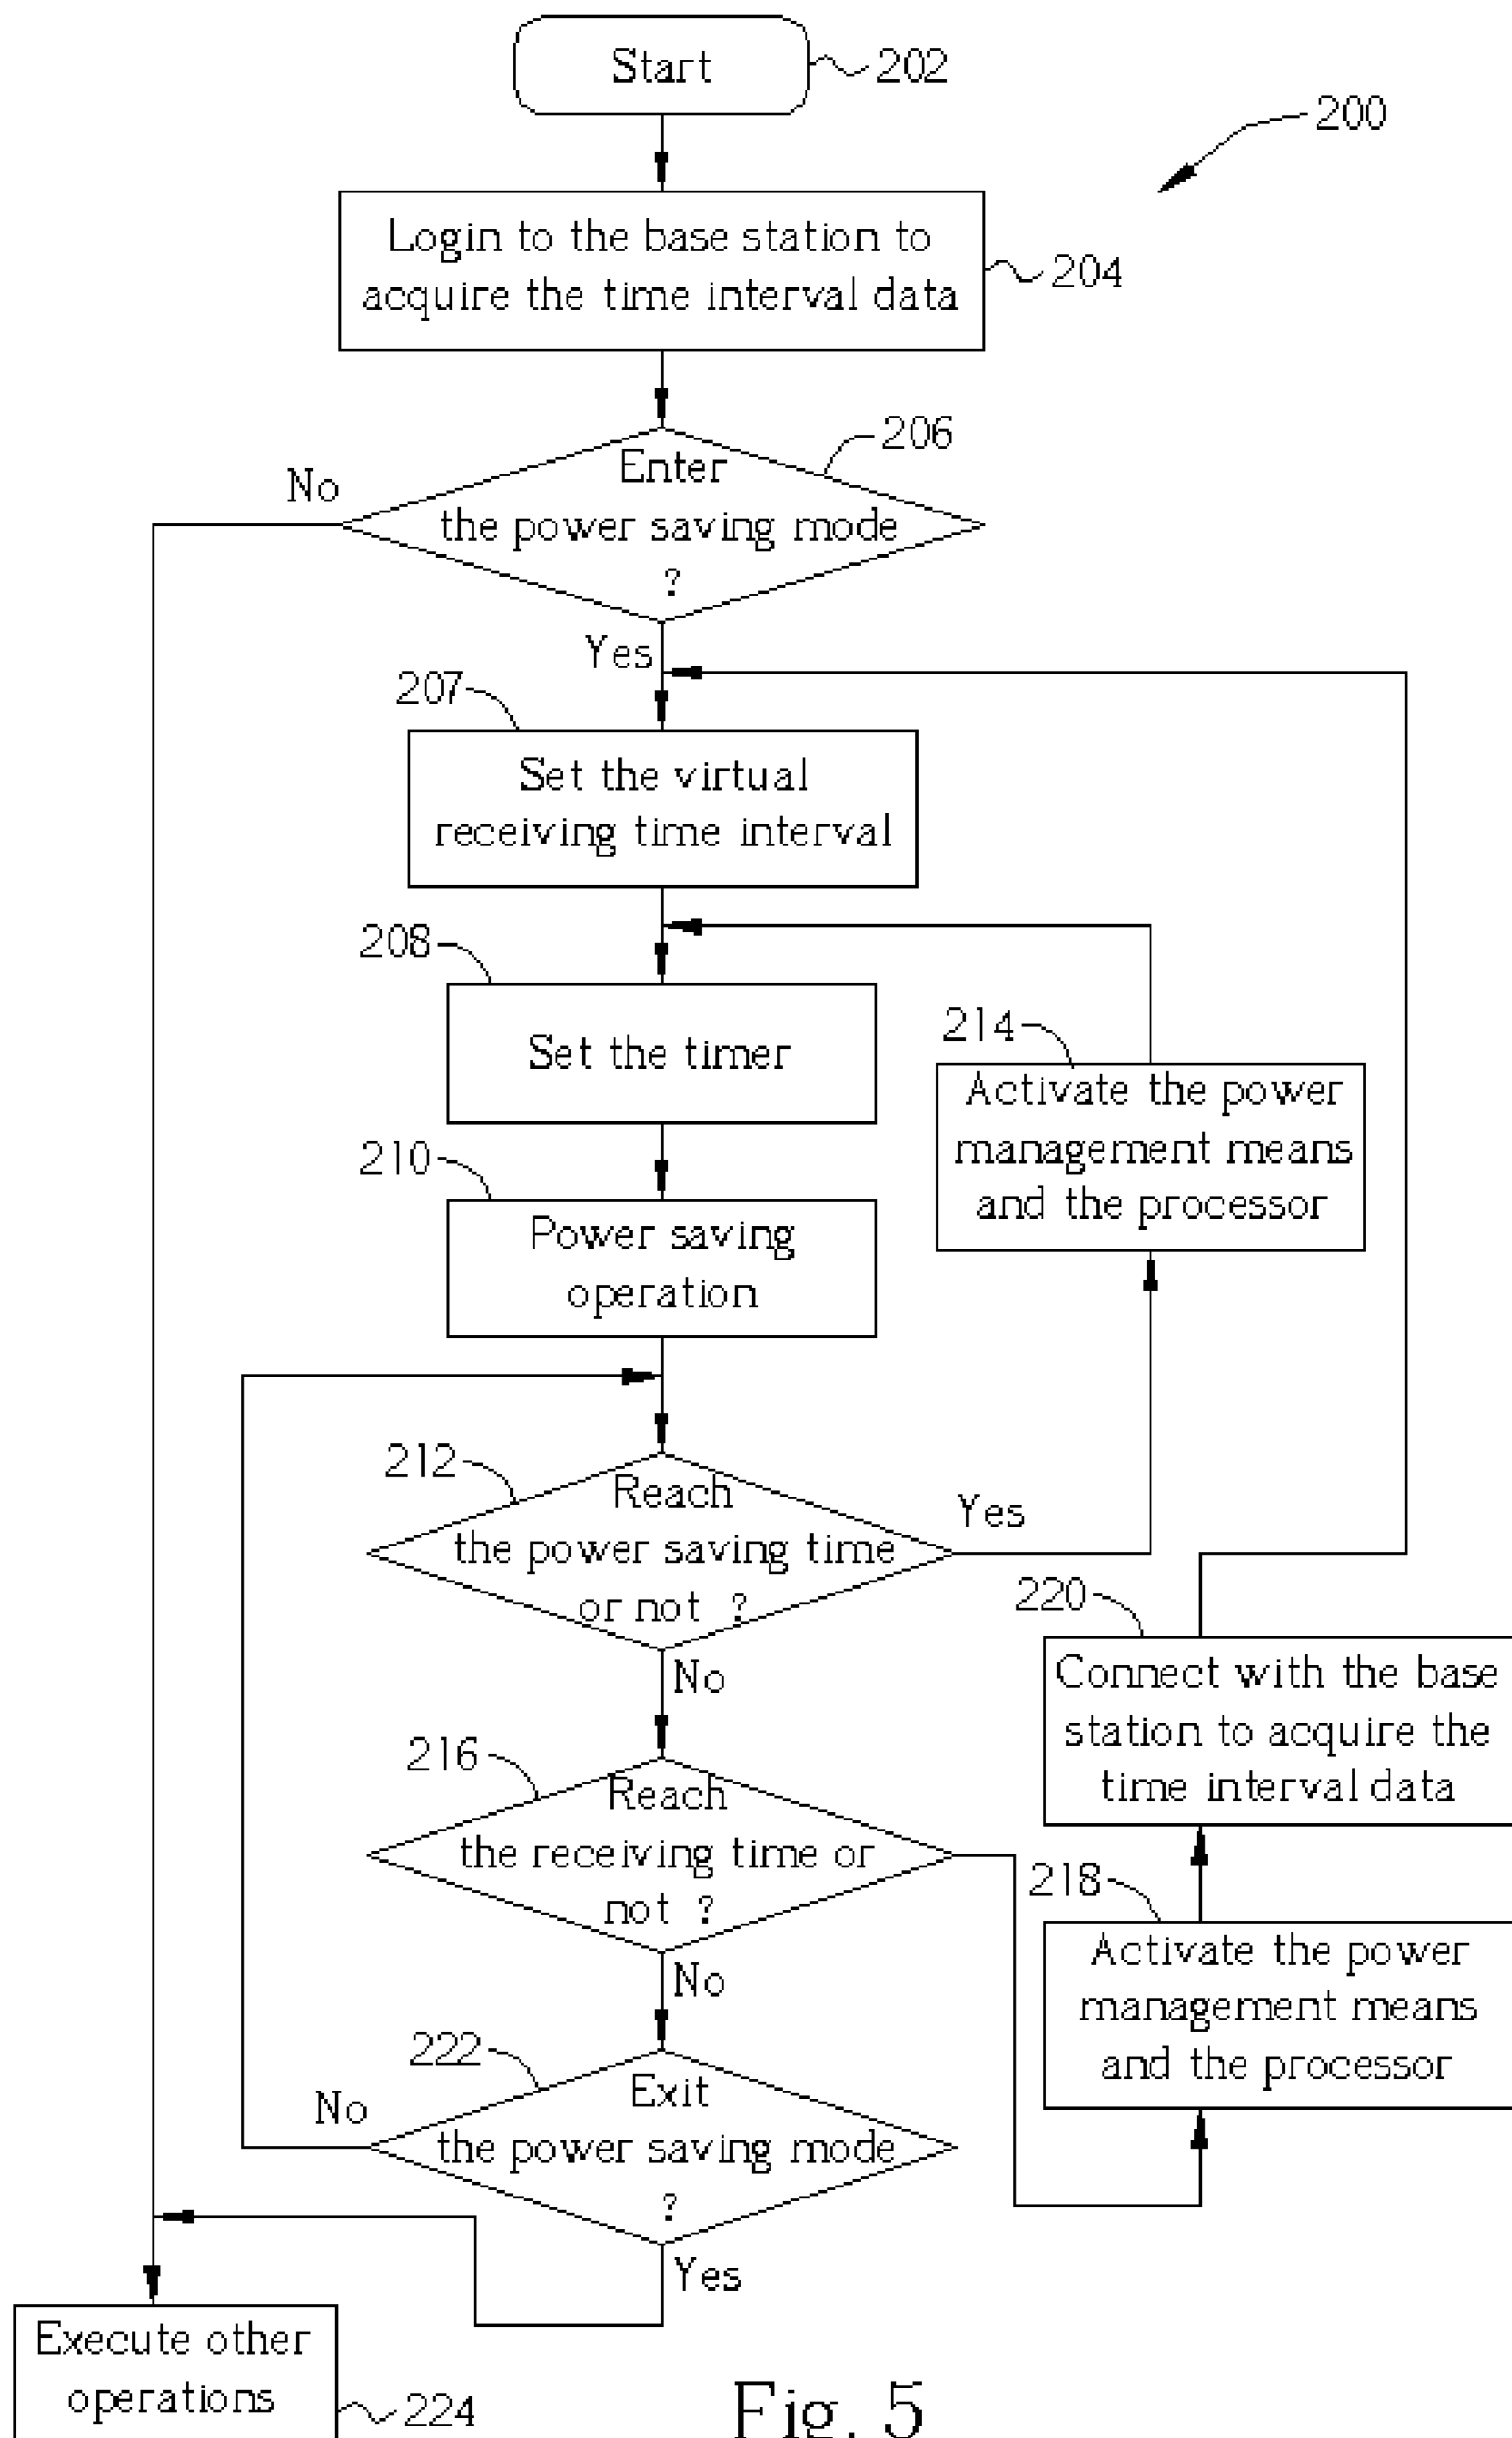 Start
202
200
Login to the base station to
acquire the time interval data
204
206
Enter
the power saving mode
?
No
Yes
207
Set the virtual
receiving time interval
208
Set the timer
214
Activate the power
management means
and the processor
210
Power saving
operation
212
Reach
the power saving time
or not ?
Yes
No
220
Connect with the base
station to acquire the
time interval data
216
Reach
the receiving time or
not ?
No
218
Activate the power
management means
and the processor
222
Exit
the power saving mode
?
No
Yes
Execute other
operations
224
Fig. 5